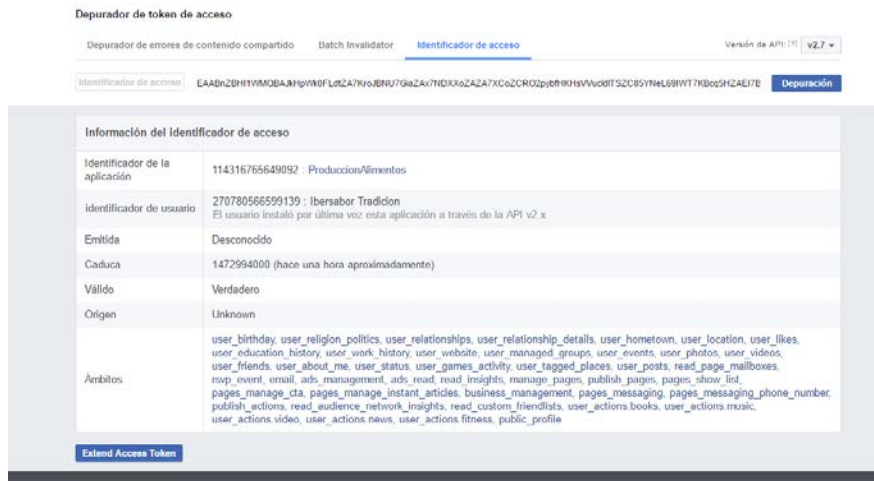 Depurador de token de acceso
Depurador de errores de contenido compartido Batch Invalidator Identificador de acceso Versión de API: [?] v2.7
Identificador de acceso Depuración
Información del identificador de acceso
Identificador de la aplicación 114316765649092 : ProduccionAlimentos
identificador de usuario 270780566599139 : Ibersabor Tradicion
El usuario instaló por última vez esta aplicación a través de la API v2.x
Emitida Desconocido
Caduca 1472994000 (hace una hora aproximadamente)
Válido Verdadero
Origen Unknown
Ámbitos
user_birthday, user_religion_politics, user_relationships, user_relationship_details, user_hometown, user_location, user_likes,
user_education_history, user_work_history, user_website, user_managed_groups, user_events, user_photos, user_videos,
user_friends, user_about_me, user_status, user_games_activity, user_tagged_places, user_posts, read_page_mailboxes,
rsvp_event, email, ads_management, ads_read, read_insights, manage_pages, publish_pages, pages_show_list,
pages_manage_cta, pages_manage_instant_articles, business_management, pages_messaging, pages_messaging_phone_number,
publish_actions, read_audience_network_insights, read_custom_friendlists, user_actions.books, user_actions.music,
user_actions.video, user_actions.news, user_actions.fitness, public_profile
Extend Access Token